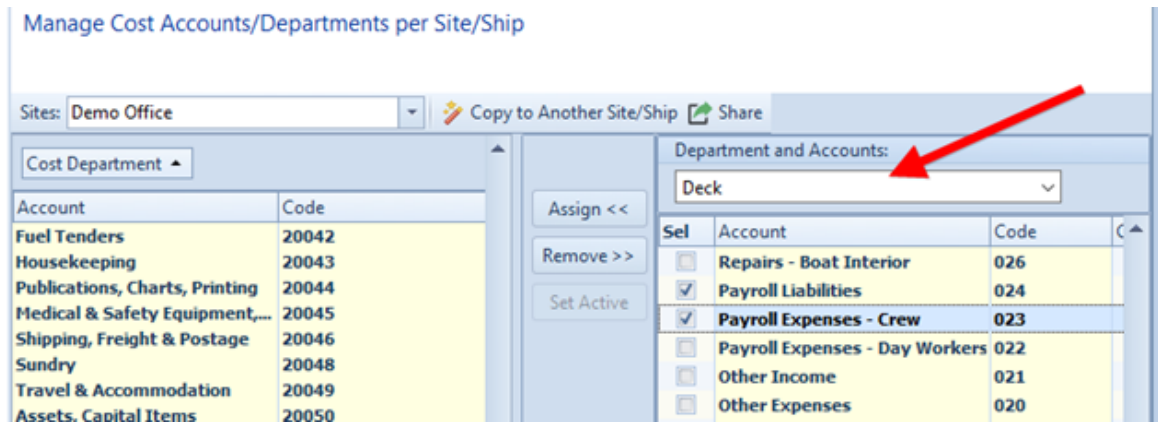 Manage Cost Accounts/Departments per Site/Ship
Sites: Demo Office Copy to Another Site/Ship Share
Cost Department
Account Code
Fuel Tenders 20042
Housekeeping 20043
Publications, Charts, Printing 20044
Medical & Safety Equipment,... 20045
Shipping, Freight & Postage 20046
Sundry 20048
Travel & Accommodation 20049
Assets, Capital Items 20050
Assign <<
Remove >>
Set Active
Department and Accounts:
Deck
Sel Account Code
Repairs - Boat Interior 026
Payroll Liabilities 024
Payroll Expenses - Crew 023
Payroll Expenses - Day Workers 022
Other Income 021
Other Expenses 020